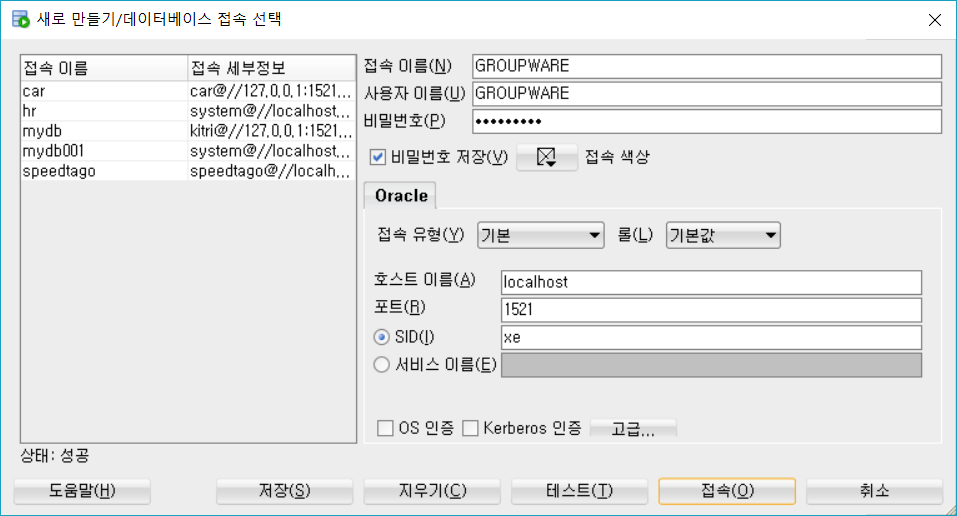 새로 만들기/데이터베이스 접속 선택
접속 이름 접속 세부정보
car car@//127.0.0.1:1521,...
hr system@//localhost...
mydb kitri@//127.0.0.1:1521...
mydb001 system@//localhost...
speedtago speedtago@//localh...
접속 이름(N) GROUPWARE
사용자 이름(U) GROUPWARE
비밀번호(P) •••••••••
비밀번호 저장(V) 접속 색상
Oracle
접속 유형(Y) 기본 롤(L) 기본값
호스트 이름(A) localhost
포트(R) 1521
SID(I) xe
서비스 이름(E)
OS 인증 Kerberos 인증 고급...
상태: 성공
도움말(H) 저장(S) 지우기(C) 테스트(T) 접속(O) 취소